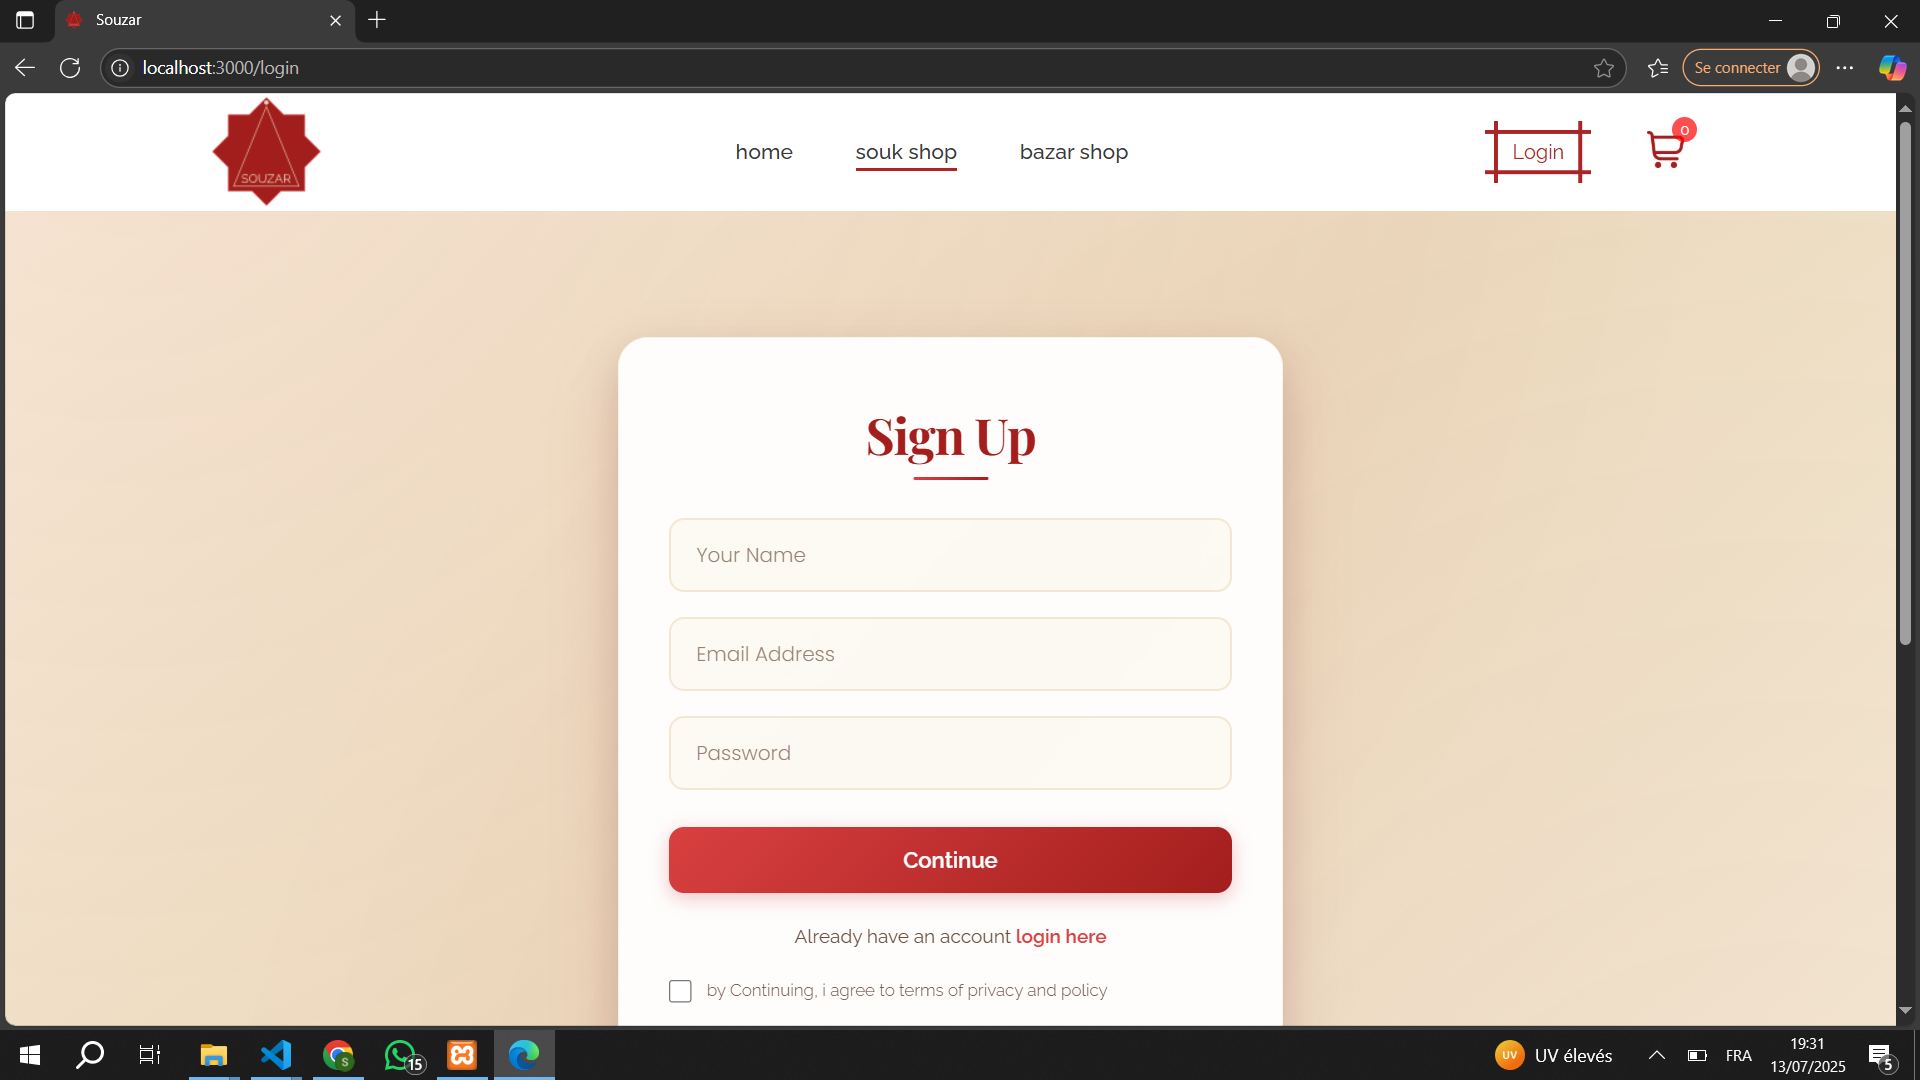 Souzar
localhost:3000/login
Se connecter
SOUZAR
home
souk shop
bazar shop
Login
0
Sign Up
Your Name
Email Address
Password
Continue
Already have an account login here
by Continuing, i agree to terms of privacy and policy
S
15
UV
UV élevés
FRA
19:31
13/07/2025
5